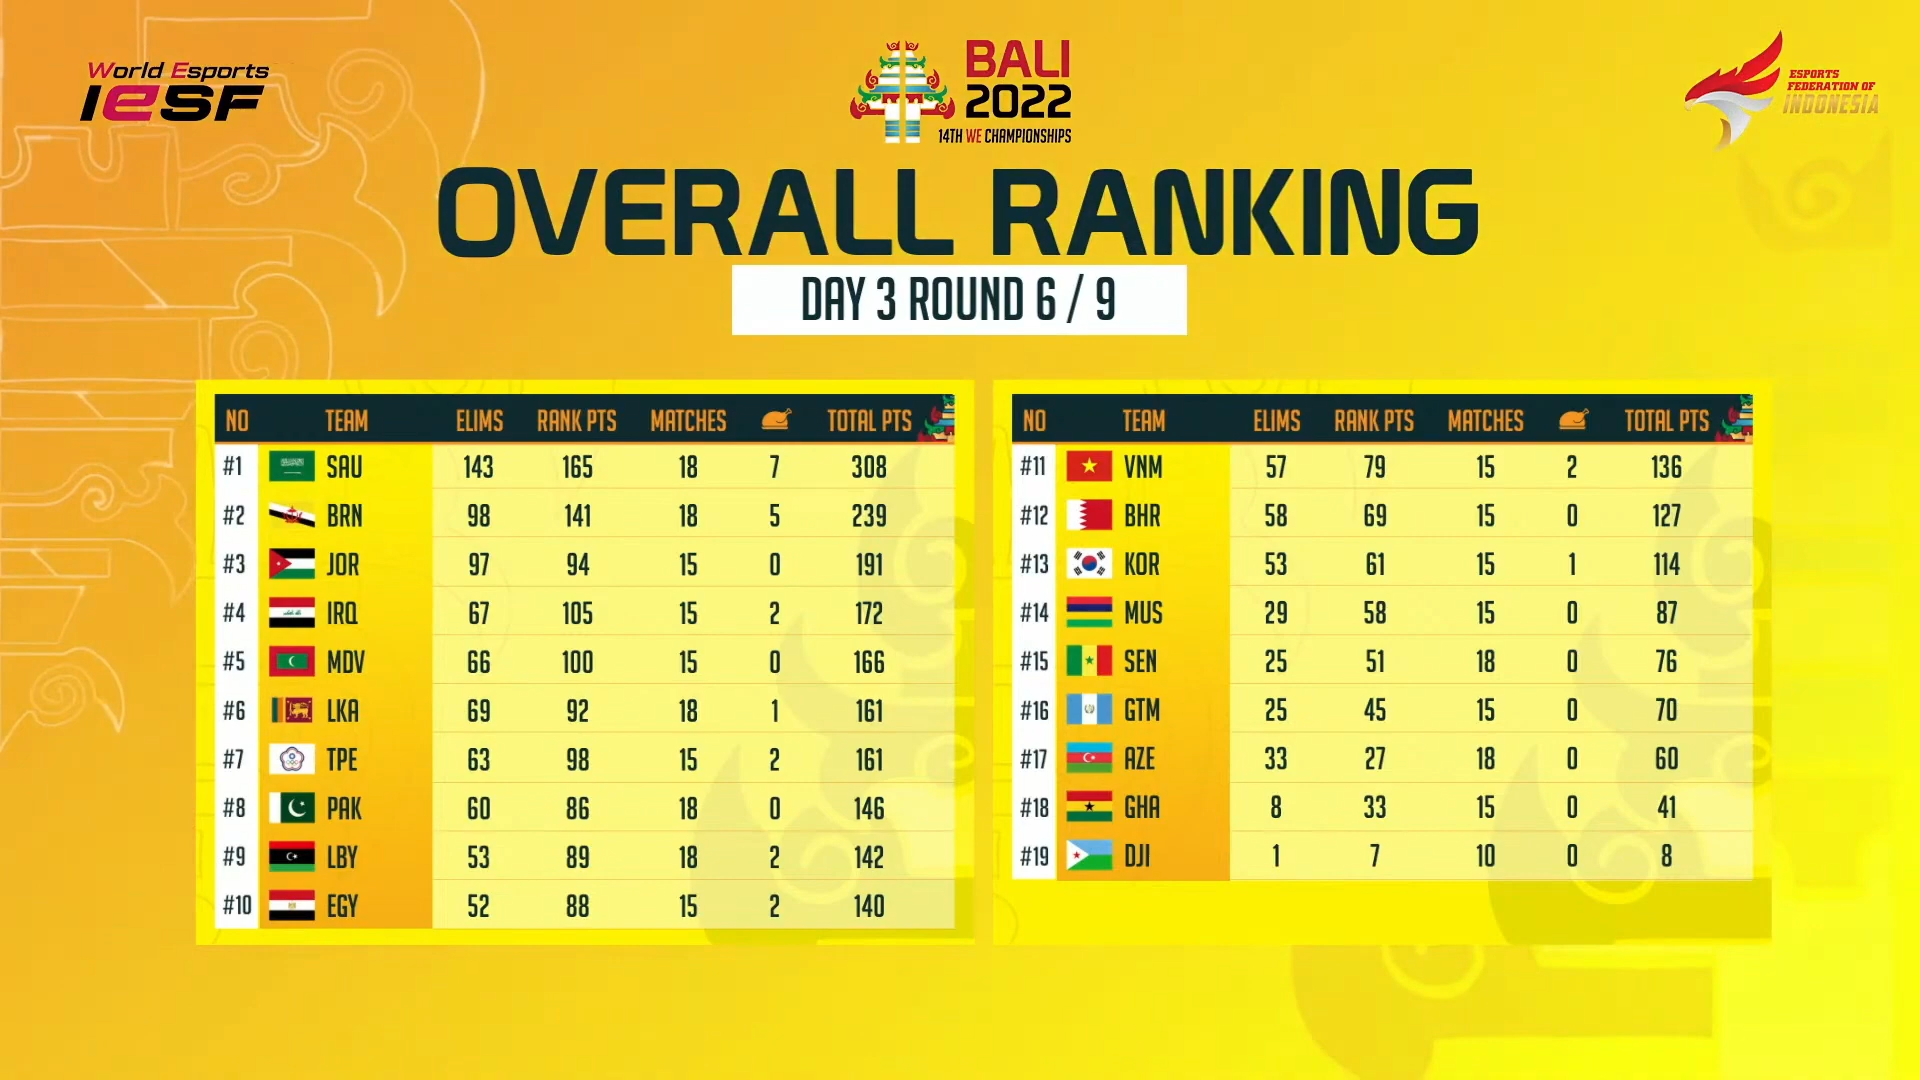 World Esports
IESF
BALI
2022
14TH WE CHAMPIONSHIPS
ESPORTS
FEDERATION OF
INDONESIA
OVERALL RANKING
DAY 3 ROUND 6 / 9
NO TEAM ELIMS RANK PTS MATCHES TOTAL PTS
#1 SAU 143 165 18 7 308
#2 BRN 98 141 18 5 239
#3 JOR 97 94 15 0 191
#4 IRQ 67 105 15 2 172
#5 MDV 66 100 15 0 166
#6 LKA 69 92 18 1 161
#7 TPE 63 98 15 2 161
#8 PAK 60 86 18 0 146
#9 LBY 53 89 18 2 142
#10 EGY 52 88 15 2 140
NO TEAM ELIMS RANK PTS MATCHES TOTAL PTS
#11 VNM 57 79 15 2 136
#12 BHR 58 69 15 0 127
#13 KOR 53 61 15 1 114
#14 MUS 29 58 15 0 87
#15 SEN 25 51 18 0 76
#16 GTM 25 45 15 0 70
#17 AZE 33 27 18 0 60
#18 GHA 8 33 15 0 41
#19 DJI 1 7 10 0 8